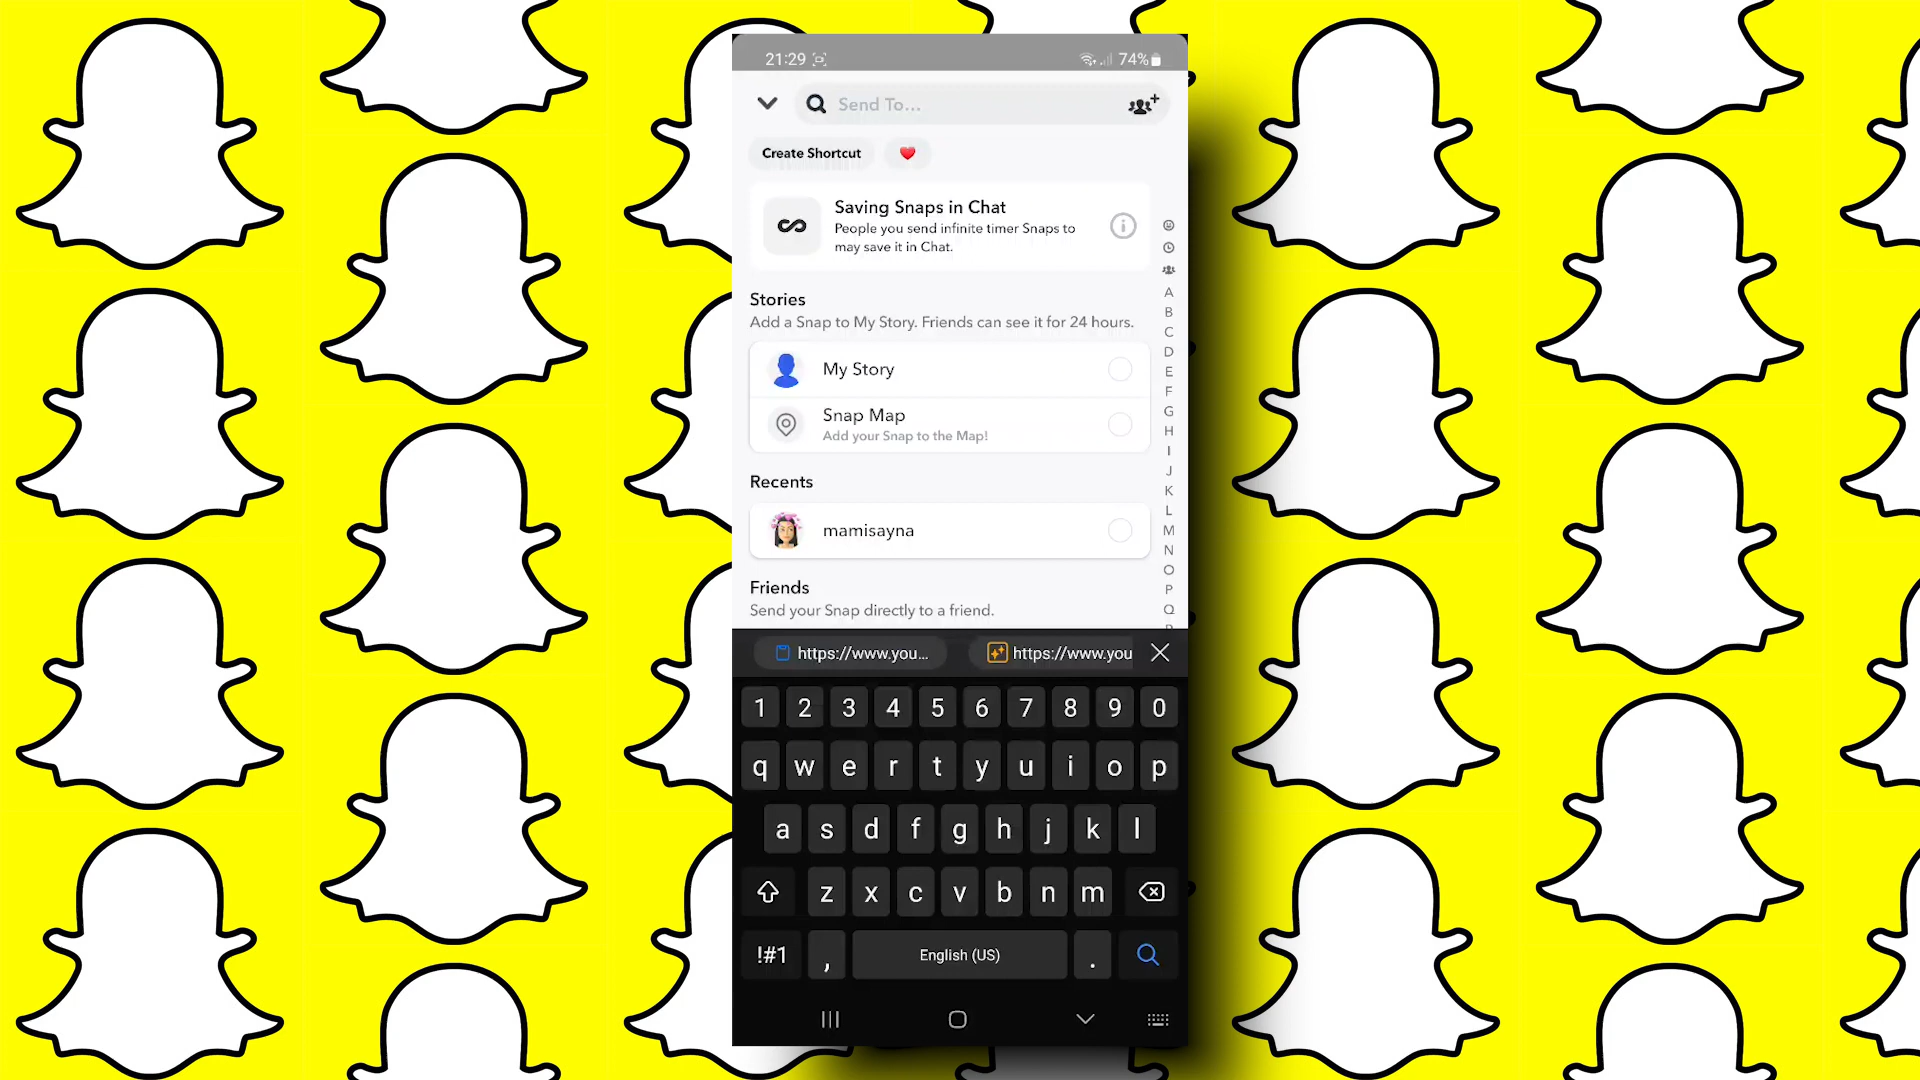 21:29 74%
Send To...
Create Shortcut
Saving Snaps in Chat
People you send infinite timer Snaps to
may save it in Chat.
Stories
Add a Snap to My Story. Friends can see it for 24 hours.
My Story
Snap Map
Add your Snap to the Map!
Recents
mamisayna
Friends
Send your Snap directly to a friend.
A
B
C
D
E
F
G
H
I
J
K
L
M
N
O
P
Q
https://www.you... https://www.you
1 2 3 4 5 6 7 8 9 0
q w e r t y u i o p
a s d f g h j k l
z x c v b n m
!#1 , English (US) .